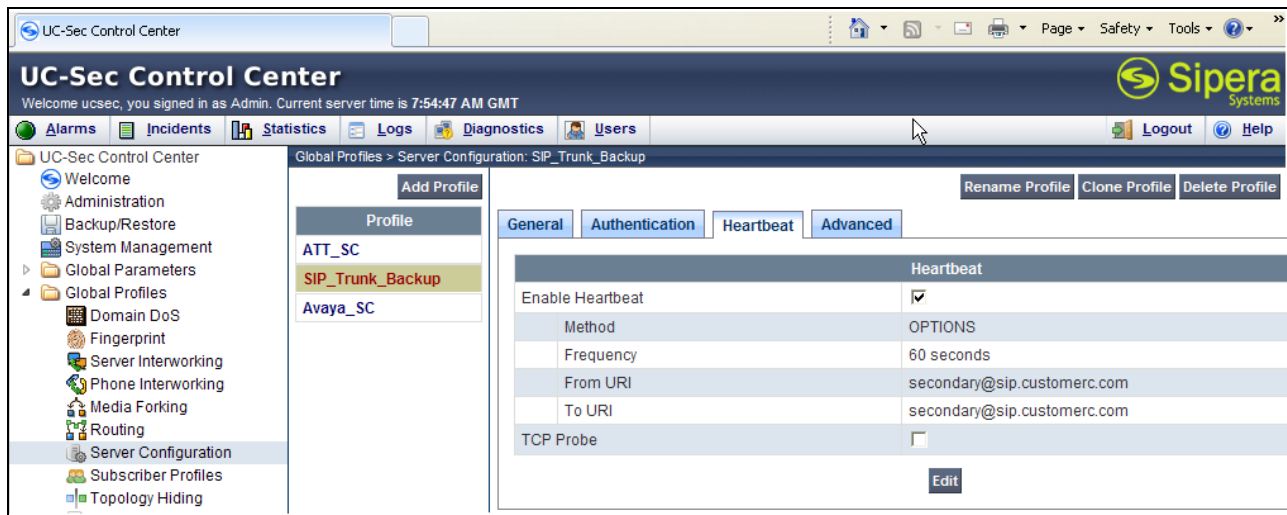 UC-Sec Control Center
Page Safety Tools »
UC-Sec Control Center
Sipera
Systems
Welcome ucsec, you signed in as Admin. Current server time is 7:54:47 AM GMT
Alarms Incidents Statistics Logs Diagnostics Users Logout Help
UC-Sec Control Center
Welcome
Administration
Backup/Restore
System Management
Global Parameters
Global Profiles
Domain DoS
Fingerprint
Server Interworking
Phone Interworking
Media Forking
Routing
Server Configuration
Subscriber Profiles
Topology Hiding
Global Profiles > Server Configuration: SIP_Trunk_Backup
Add Profile
Profile
ATT_SC
SIP_Trunk_Backup
Avaya_SC
Rename Profile Clone Profile Delete Profile
General Authentication Heartbeat Advanced
Heartbeat
Enable Heartbeat
Method OPTIONS
Frequency 60 seconds
From URI secondary@sip.customerc.com
To URI secondary@sip.customerc.com
TCP Probe
Edit